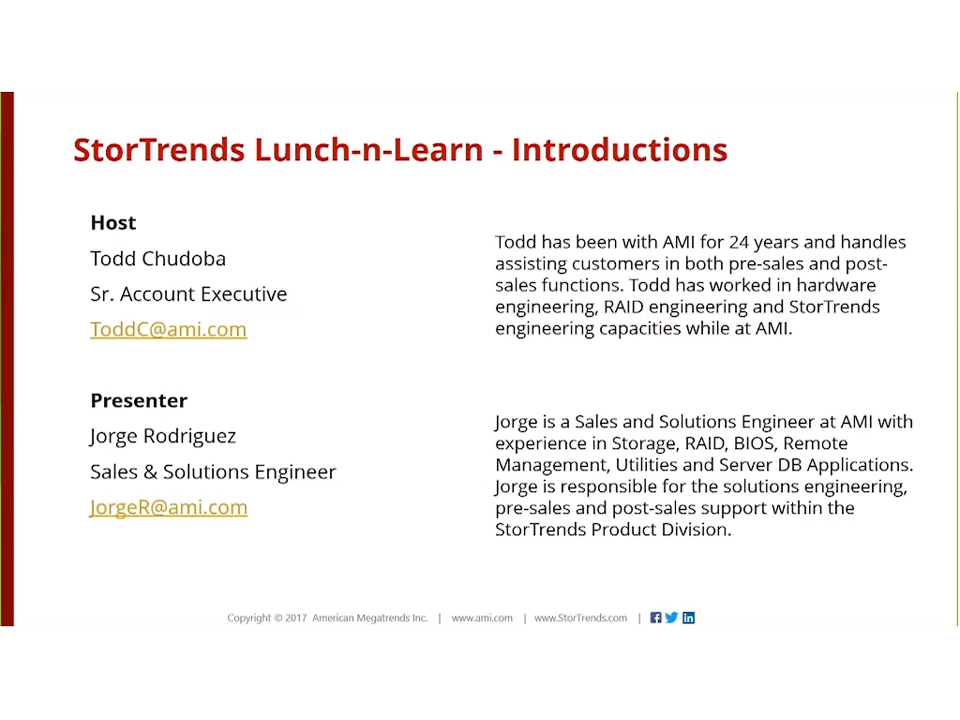 StorTrends Lunch-n-Learn - Introductions
Host
Todd Chudoba
Sr. Account Executive
ToddC@ami.com
Todd has been with AMI for 24 years and handles
assisting customers in both pre-sales and post-
sales functions. Todd has worked in hardware
engineering, RAID engineering and StorTrends
engineering capacities while at AMI.
Presenter
Jorge Rodriguez
Sales & Solutions Engineer
JorgeR@ami.com
Jorge is a Sales and Solutions Engineer at AMI with
experience in Storage, RAID, BIOS, Remote
Management, Utilities and Server DB Applications.
Jorge is responsible for the solutions engineering,
pre-sales and post-sales support within the
StorTrends Product Division.
Copyright © 2017 American Megatrends Inc. | www.ami.com | www.StorTrends.com |